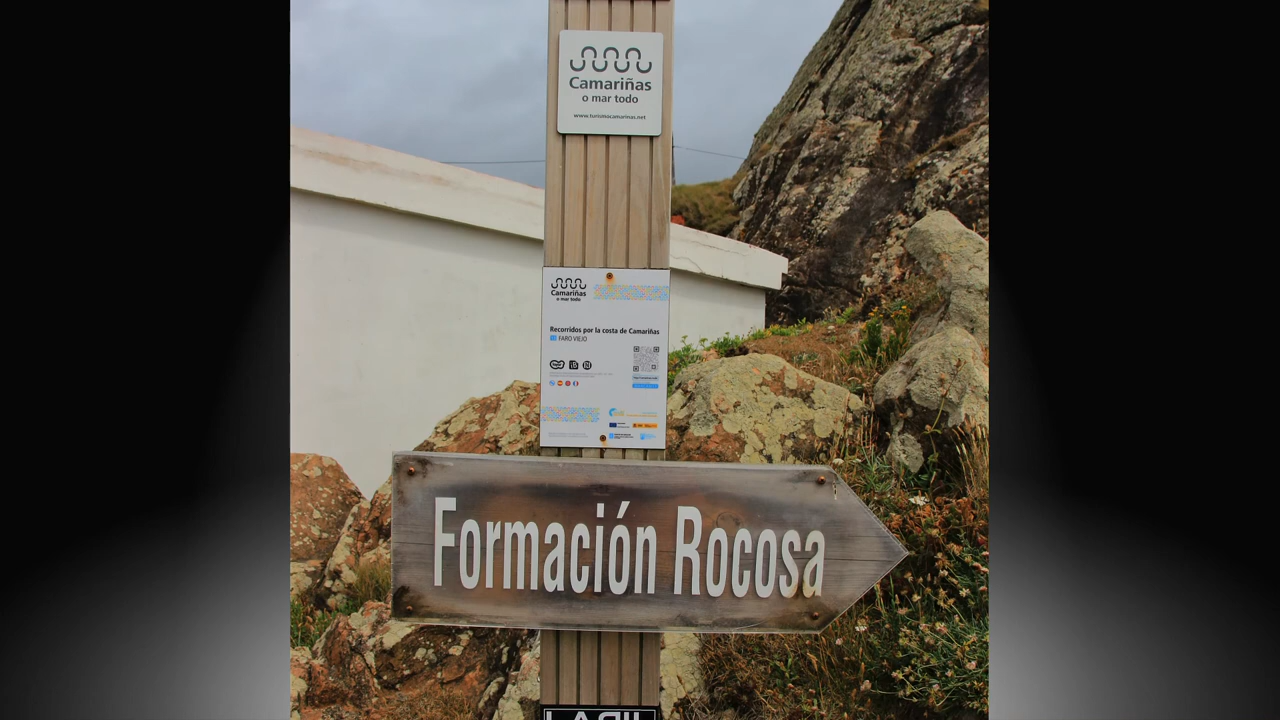 Camariñas
o mar todo
www.turismocamarinas.net
Camariñas
o mar todo
Recorridos por la costa de Camariñas
FARO VIEJO
Formación Rocosa